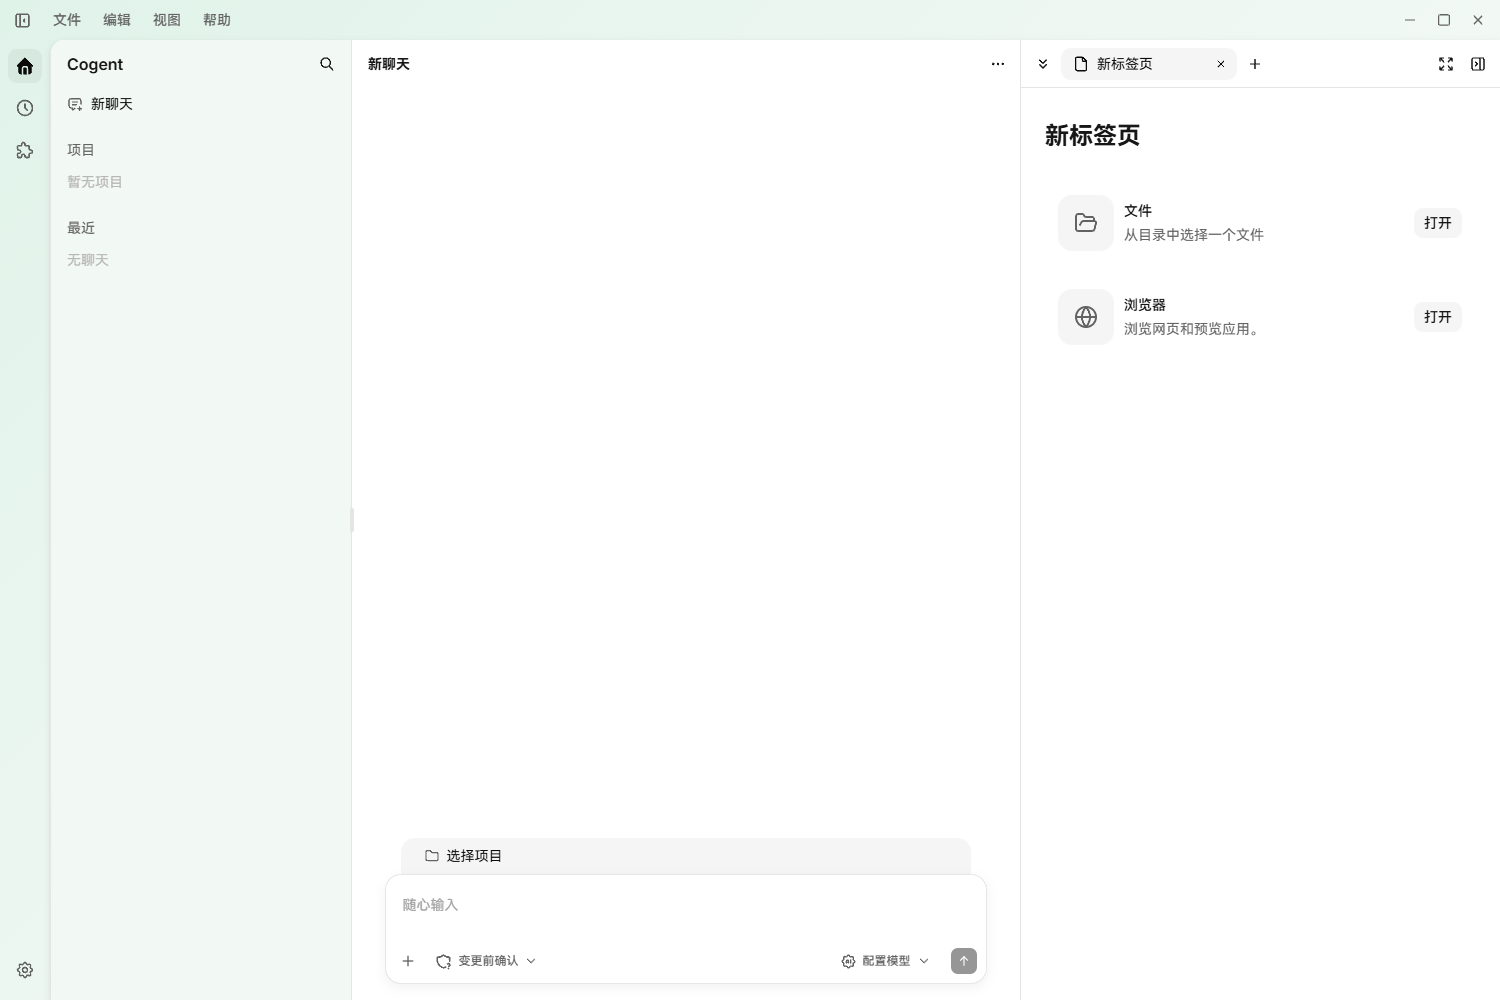 文件 编辑 视图 帮助
Cogent
新聊天
项目
暂无项目
最近
无聊天
新聊天
选择项目
随心输入
变更前确认
配置模型
新标签页
新标签页
文件
从目录中选择一个文件
打开
浏览器
浏览网页和预览应用。
打开